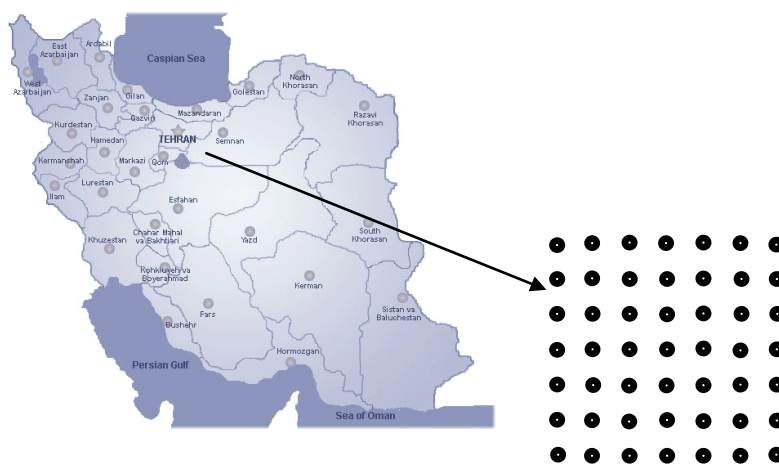 Caspian Sea
East
Azarbaijan
Ardabil
West
Azarbaijan
Gilan
Zanjan
Qazvin
Mazandaran
Golestan
North
Khorasan
Razavi
Khorasan
Kurdestan
Hamedan
TEHRAN
Semnan
Kermanshah
Markazi
Qom
Ilam
Lurestan
Esfahan
Khuzestan
Chahar Mahal
va Bakhtiari
Yazd
South
Khorasan
Kohkiluyeh va
Boyerahmad
Kerman
Fars
Sistan va
Baluchestan
Bushehr
Hormozgan
Persian Gulf
Sea of Oman